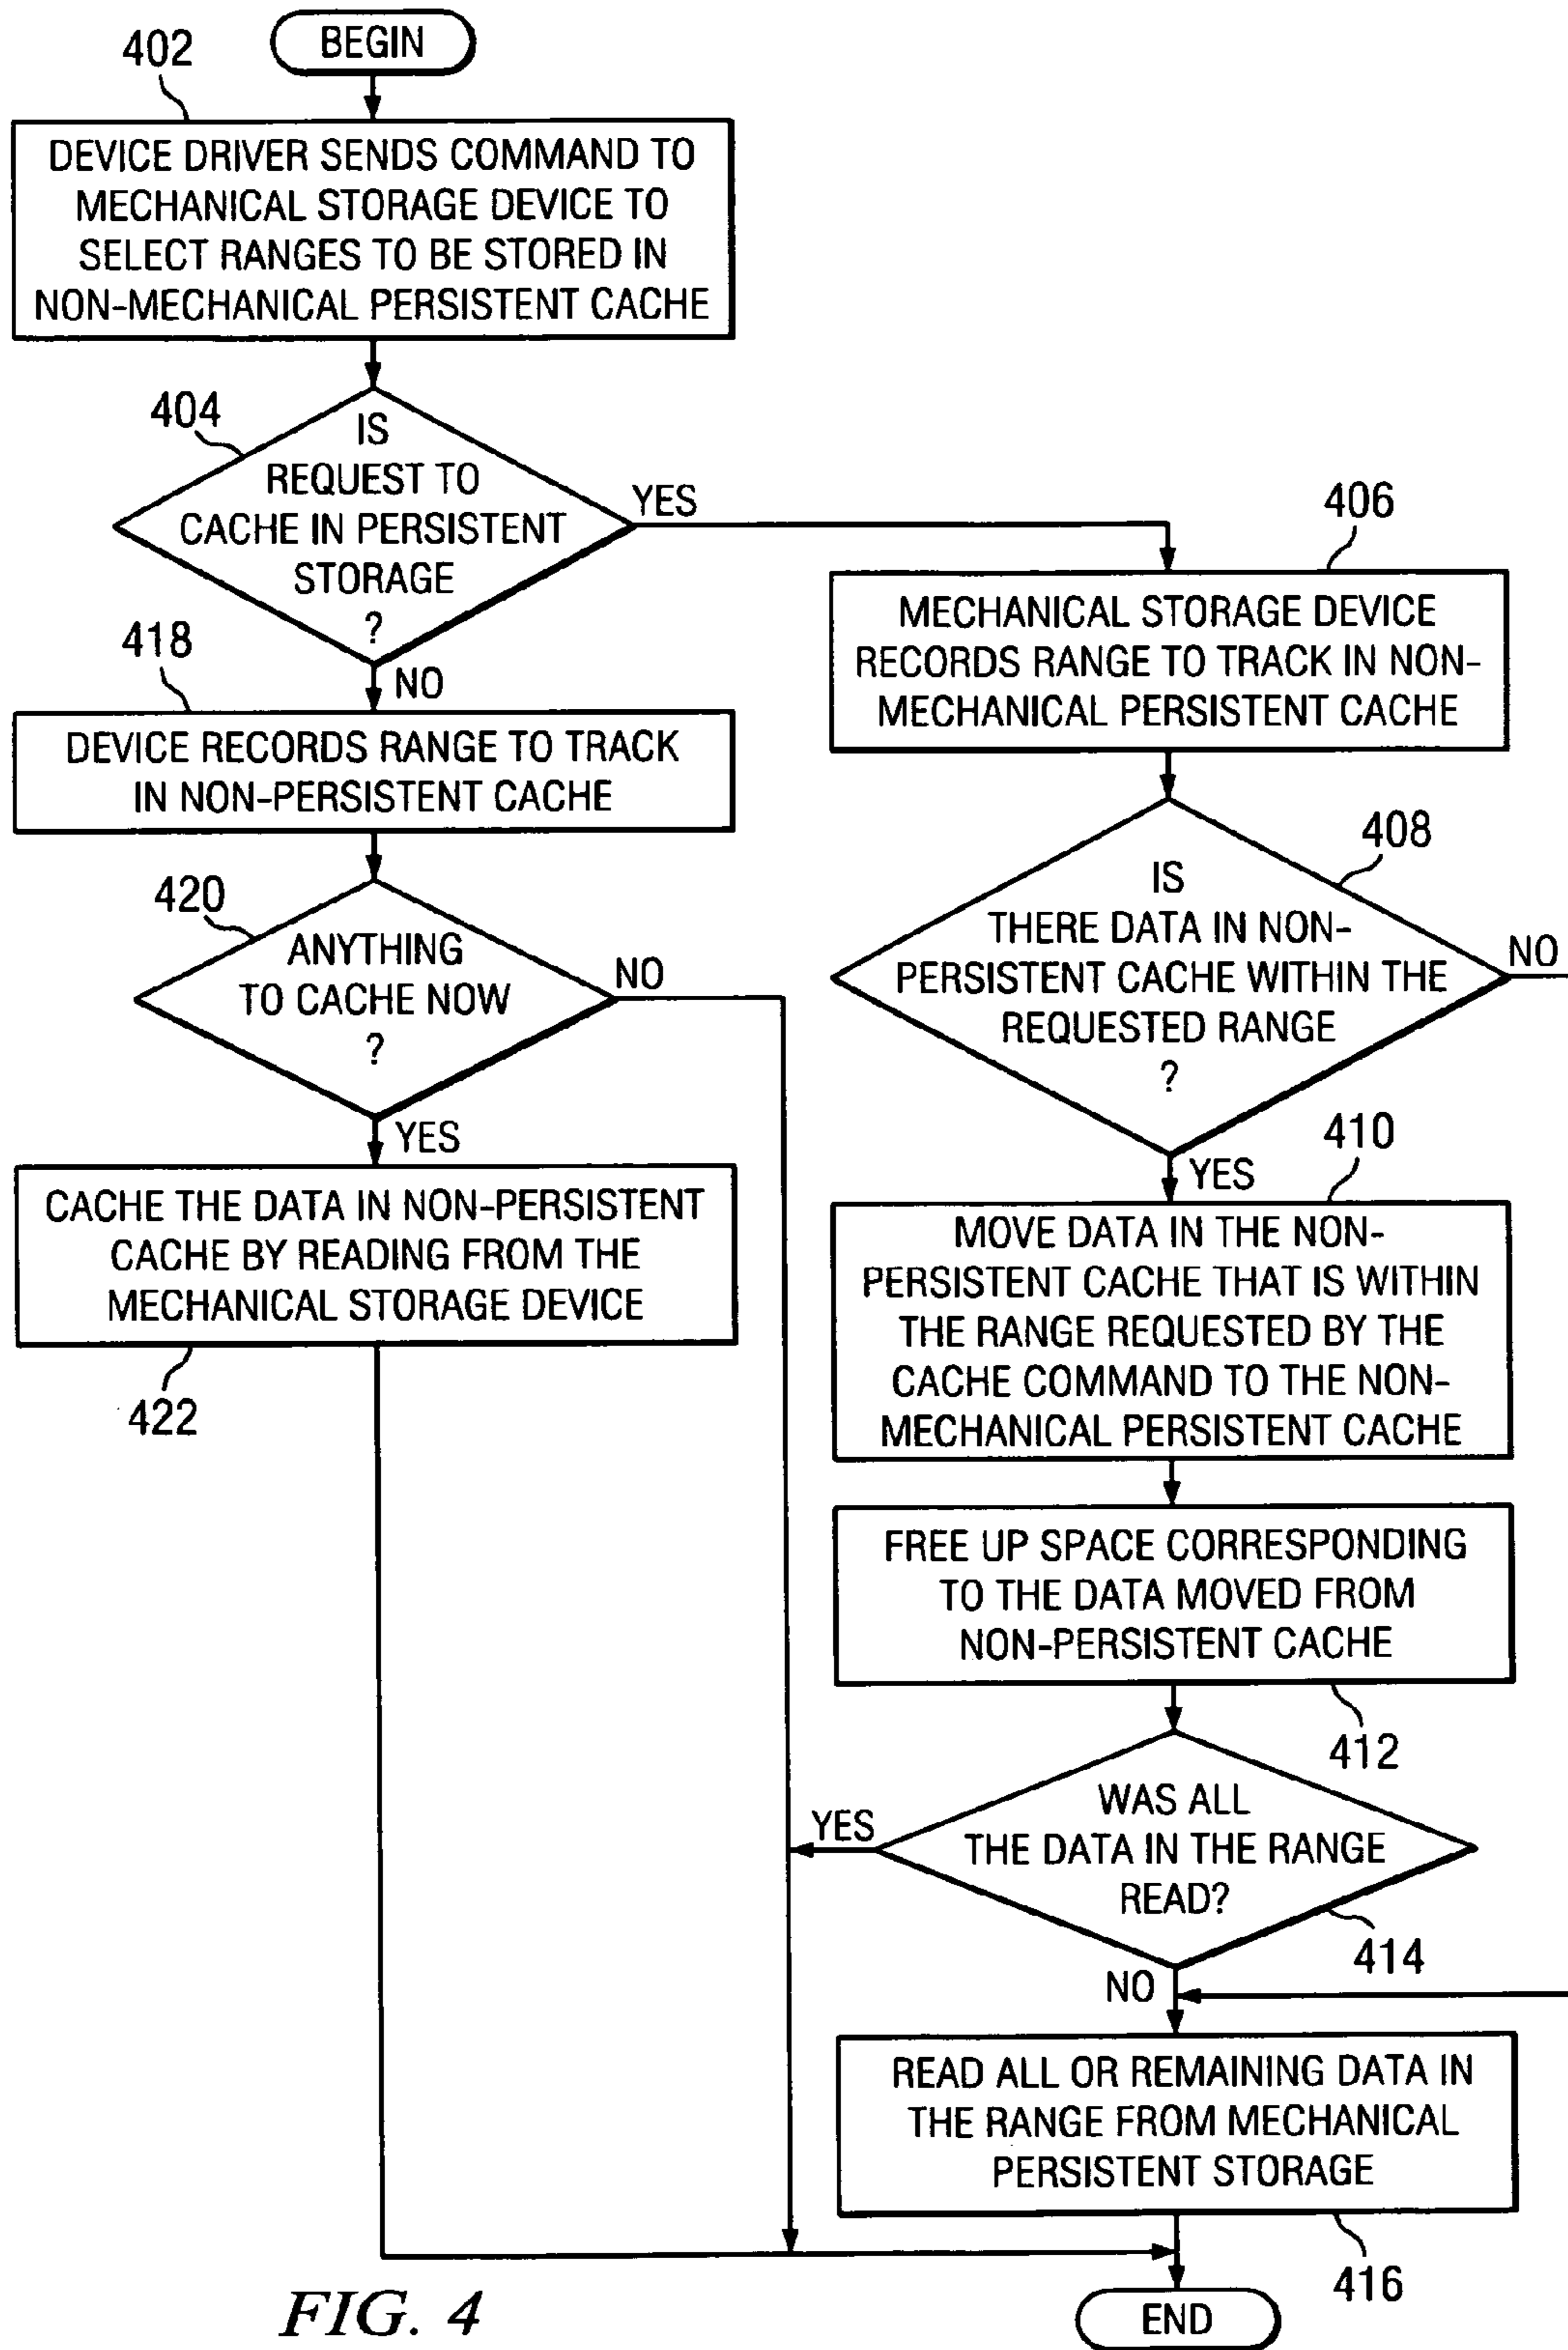 BEGIN
402
DEVICE DRIVER SENDS COMMAND TO
MECHANICAL STORAGE DEVICE TO
SELECT RANGES TO BE STORED IN
NON-MECHANICAL PERSISTENT CACHE
404
IS
REQUEST TO
CACHE IN PERSISTENT
STORAGE
?
YES
NO
406
MECHANICAL STORAGE DEVICE
RECORDS RANGE TO TRACK IN NON-
MECHANICAL PERSISTENT CACHE
418
DEVICE RECORDS RANGE TO TRACK
IN NON-PERSISTENT CACHE
420
ANYTHING
TO CACHE NOW
?
NO
YES
CACHE THE DATA IN NON-PERSISTENT
CACHE BY READING FROM THE
MECHANICAL STORAGE DEVICE
422
408
IS
THERE DATA IN NON-
PERSISTENT CACHE WITHIN THE
REQUESTED RANGE
?
NO
YES
410
MOVE DATA IN THE NON-
PERSISTENT CACHE THAT IS WITHIN
THE RANGE REQUESTED BY THE
CACHE COMMAND TO THE NON-
MECHANICAL PERSISTENT CACHE
FREE UP SPACE CORRESPONDING
TO THE DATA MOVED FROM
NON-PERSISTENT CACHE
412
WAS ALL
THE DATA IN THE RANGE
READ?
YES
414
NO
READ ALL OR REMAINING DATA IN
THE RANGE FROM MECHANICAL
PERSISTENT STORAGE
416
END
FIG. 4